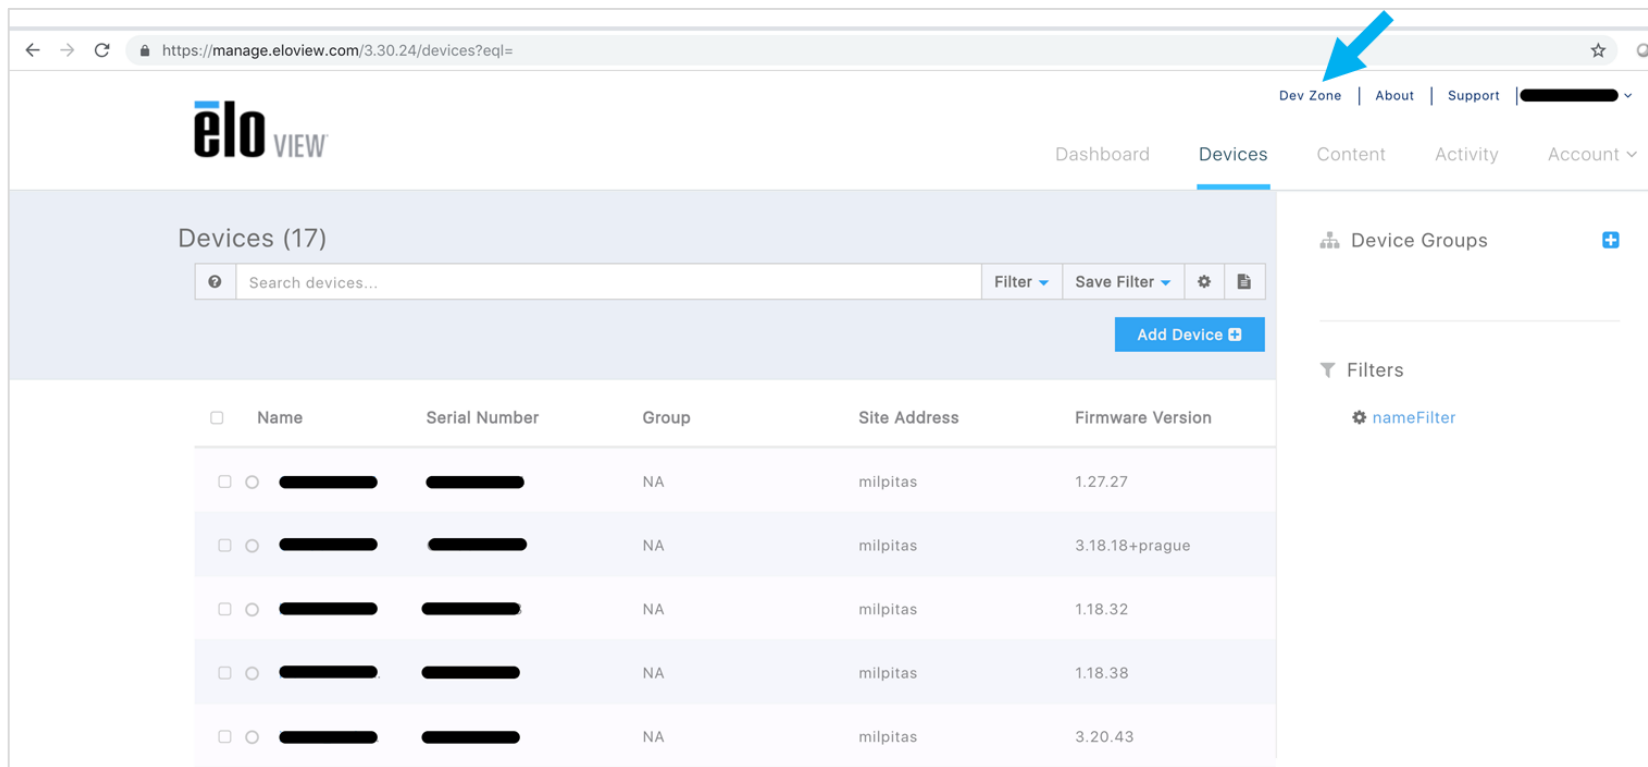 https://manage.eloview.com/3.30.24/devices?eql=
Dev Zone | About | Support |
ēlo VIEW
Dashboard Devices Content Activity Account
Devices (17)
Device Groups
Search devices... Filter Save Filter
Add Device
Filters
nameFilter
Name Serial Number Group Site Address Firmware Version
NA milpitas 1.27.27
NA milpitas 3.18.18+prague
NA milpitas 1.18.32
NA milpitas 1.18.38
NA milpitas 3.20.43